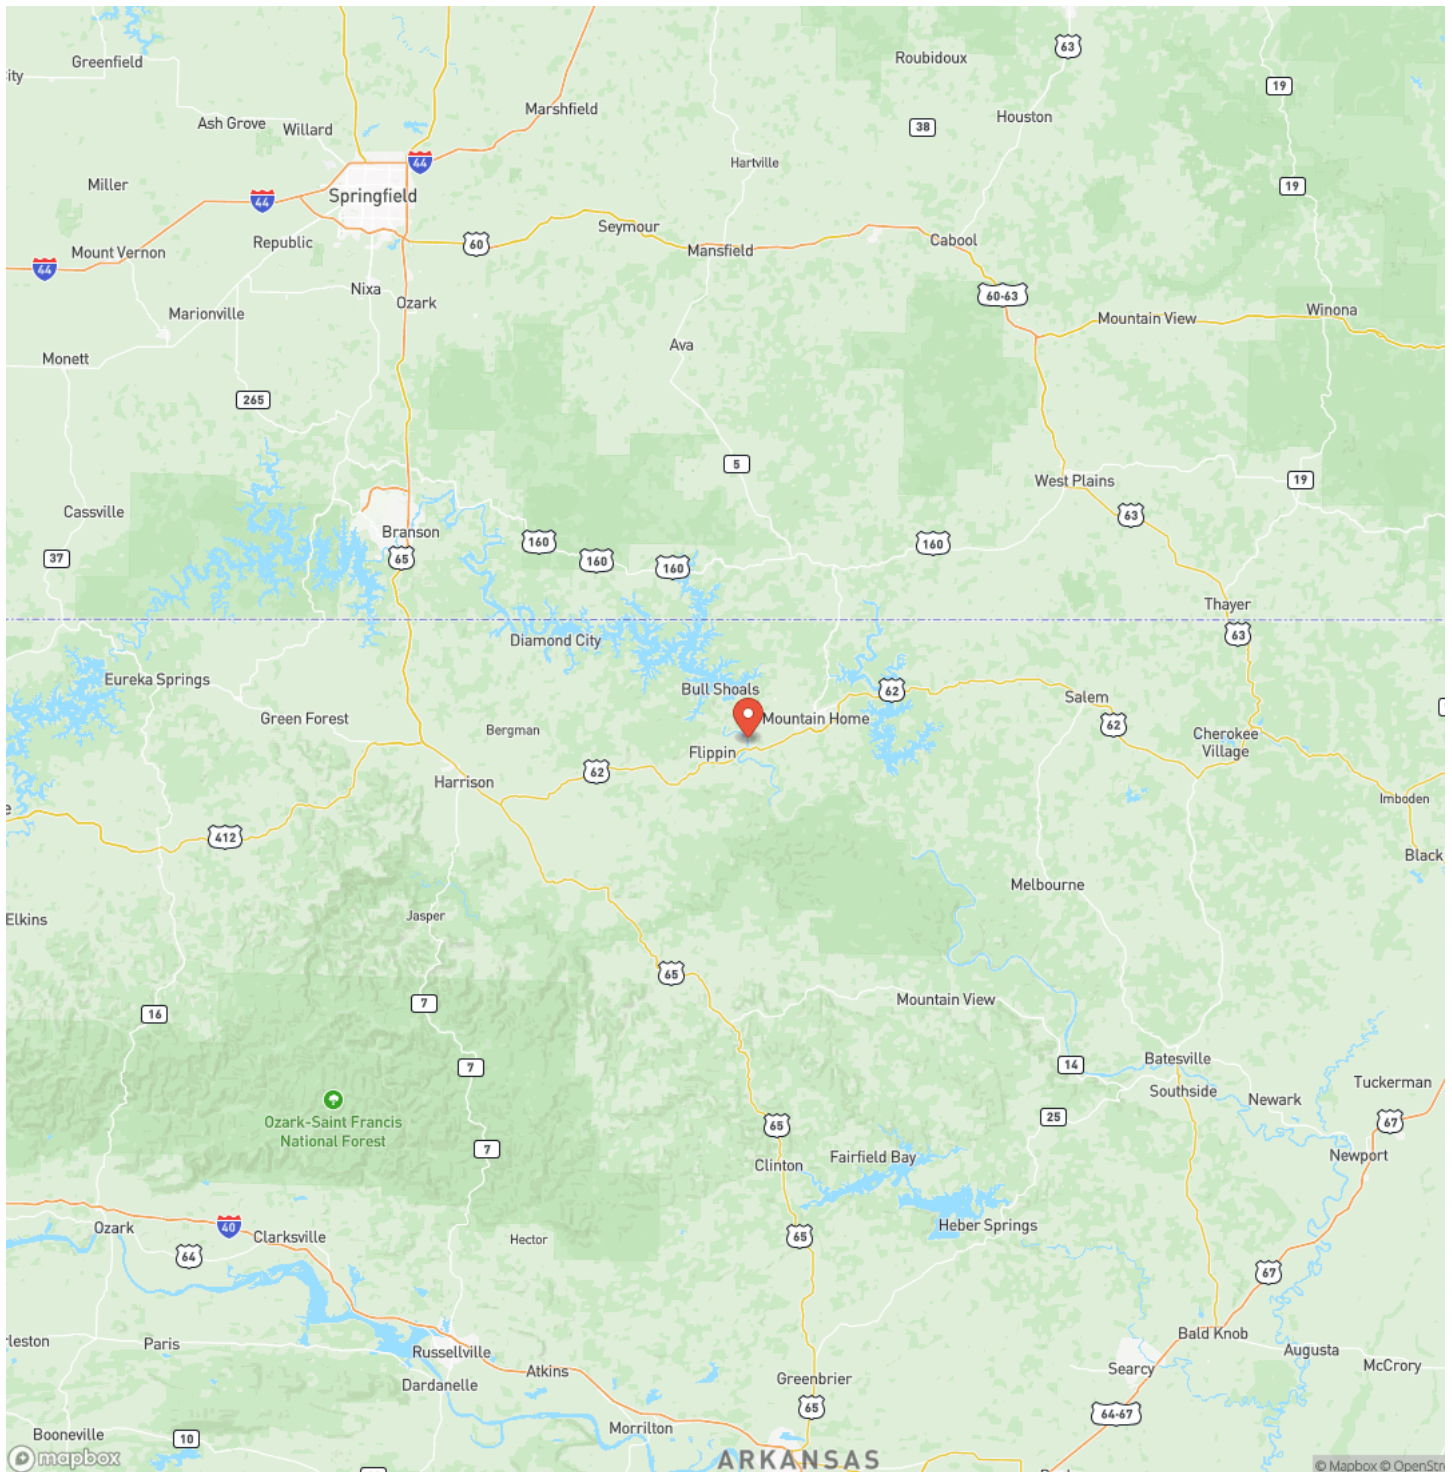 Roubidoux
63
Greenfield
ity
19
Marshfield
Houston
Ash Grove
Willard
38
44
Hartville
Miller
19
Springfield
44
Seymour
Republic
60
Mansfield
Cabool
Mount Vernon
44
Nixa
60-63
Ozark
Marionville
Winona
Mountain View
Ava
Monett
265
5
West Plains
19
Cassville
63
Branson
160
160
37
65
160
160
Thayer
63
Diamond City
Eureka Springs
Bull Shoals
62
Salem
Green Forest
Mountain Home
Bergman
62
Cherokee
Village
Flippin
62
Harrison
Imboden
412
Black
Melbourne
Jasper
Elkins
65
Mountain View
7
16
Batesville
14
7
Tuckerman
Southside
Newark
Ozark-Saint Francis
National Forest
25
67
65
7
Clinton
Fairfield Bay
Newport
Ozark
40
Clarksville
Heber Springs
65
Hector
64
67
Bald Knob
leston
Paris
Russellville
Augusta
Atkins
Searcy
McCrory
Dardanelle
Greenbrier
65
64-67
Morrilton
Booneville
10
mapbox
ARKANSAS
© Mapbox © OpenStr